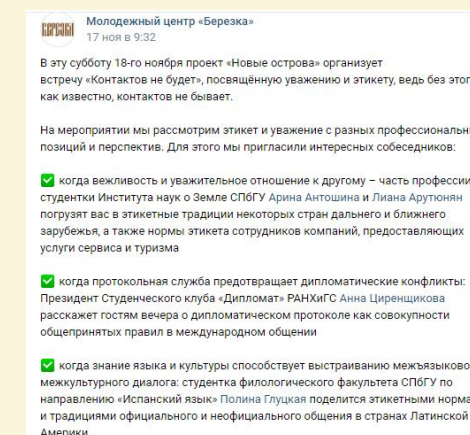 БЕРЕЗКА
Молодежный центр «Березка»
17 ноя в 9:32
В эту субботу 18-го ноября проект «Новые острова» организует
встречу «Контактов не будет», посвящённую уважению и этикету, ведь без
как известно, контактов не бывает.
На мероприятии мы рассмотрим этикет и уважение с разных
позиций и перспектив. Для этого мы пригласили интересных собеседников:
✅ когда вежливость и уважительное отношение к другому – часть профессии
студентки Института наук о Земле СПбГУ Арина Антошина и Лиана Арутюнян
погрузят вас в этикетные традиции некоторых стран дальнего и ближнего
зарубежья, а также нормы этикета сотрудников компаний, предоставляющих
услуги сервиса и туризма
✅ когда протокольная служба предотвращает дипломатические конфликты:
Президент Студенческого клуба «Дипломат» РАНХиГС Анна Циренщикова
расскажет гостям вечера о дипломатическом протоколе как совокупности
общепринятых правил в международном общении
✅ когда знание языка и культуры способствует выстраиванию
межкультурного диалога: студентка филологического факультета СПбГУ по
направлению «Испанский язык» Полина Глуцкая поделится этикетными
и традициями официального и неофициального общения в странах Латинской
Америки